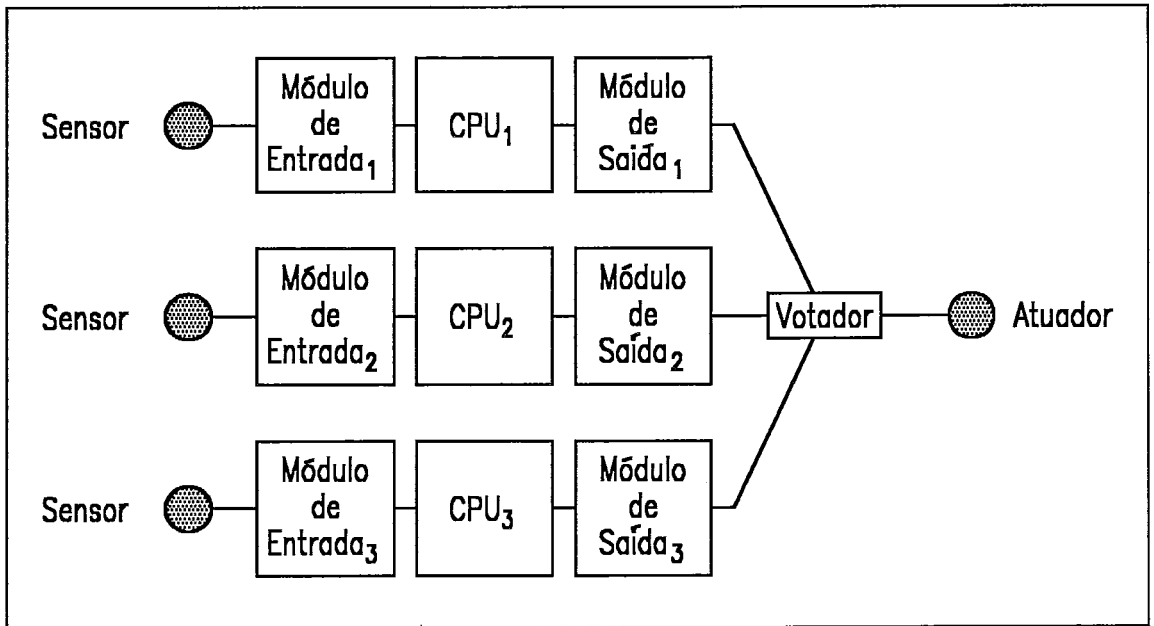 Sensor
Módulo
de
Entrada₁
CPU₁
Módulo
de
Saída₁
Sensor
Módulo
de
Entrada₂
CPU₂
Módulo
de
Saída₂
Votador
Atuador
Sensor
Módulo
de
Entrada₃
CPU₃
Módulo
de
Saída₃